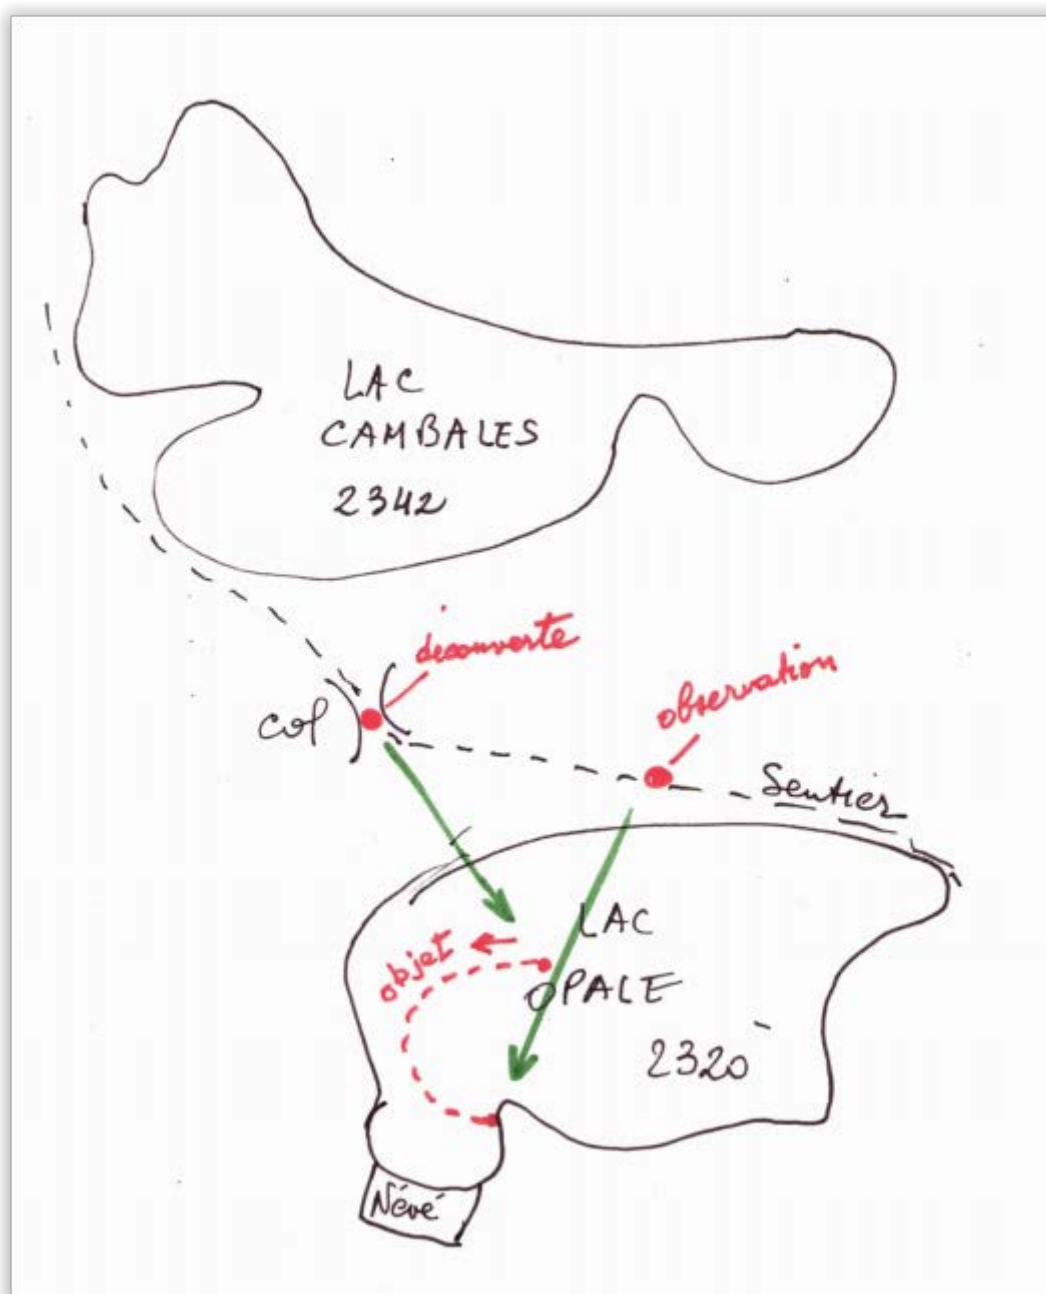 LAC
CAMBALES
2342
découverte
observation
col
Sentier
LAC
objet
OPALE
2320
Névé